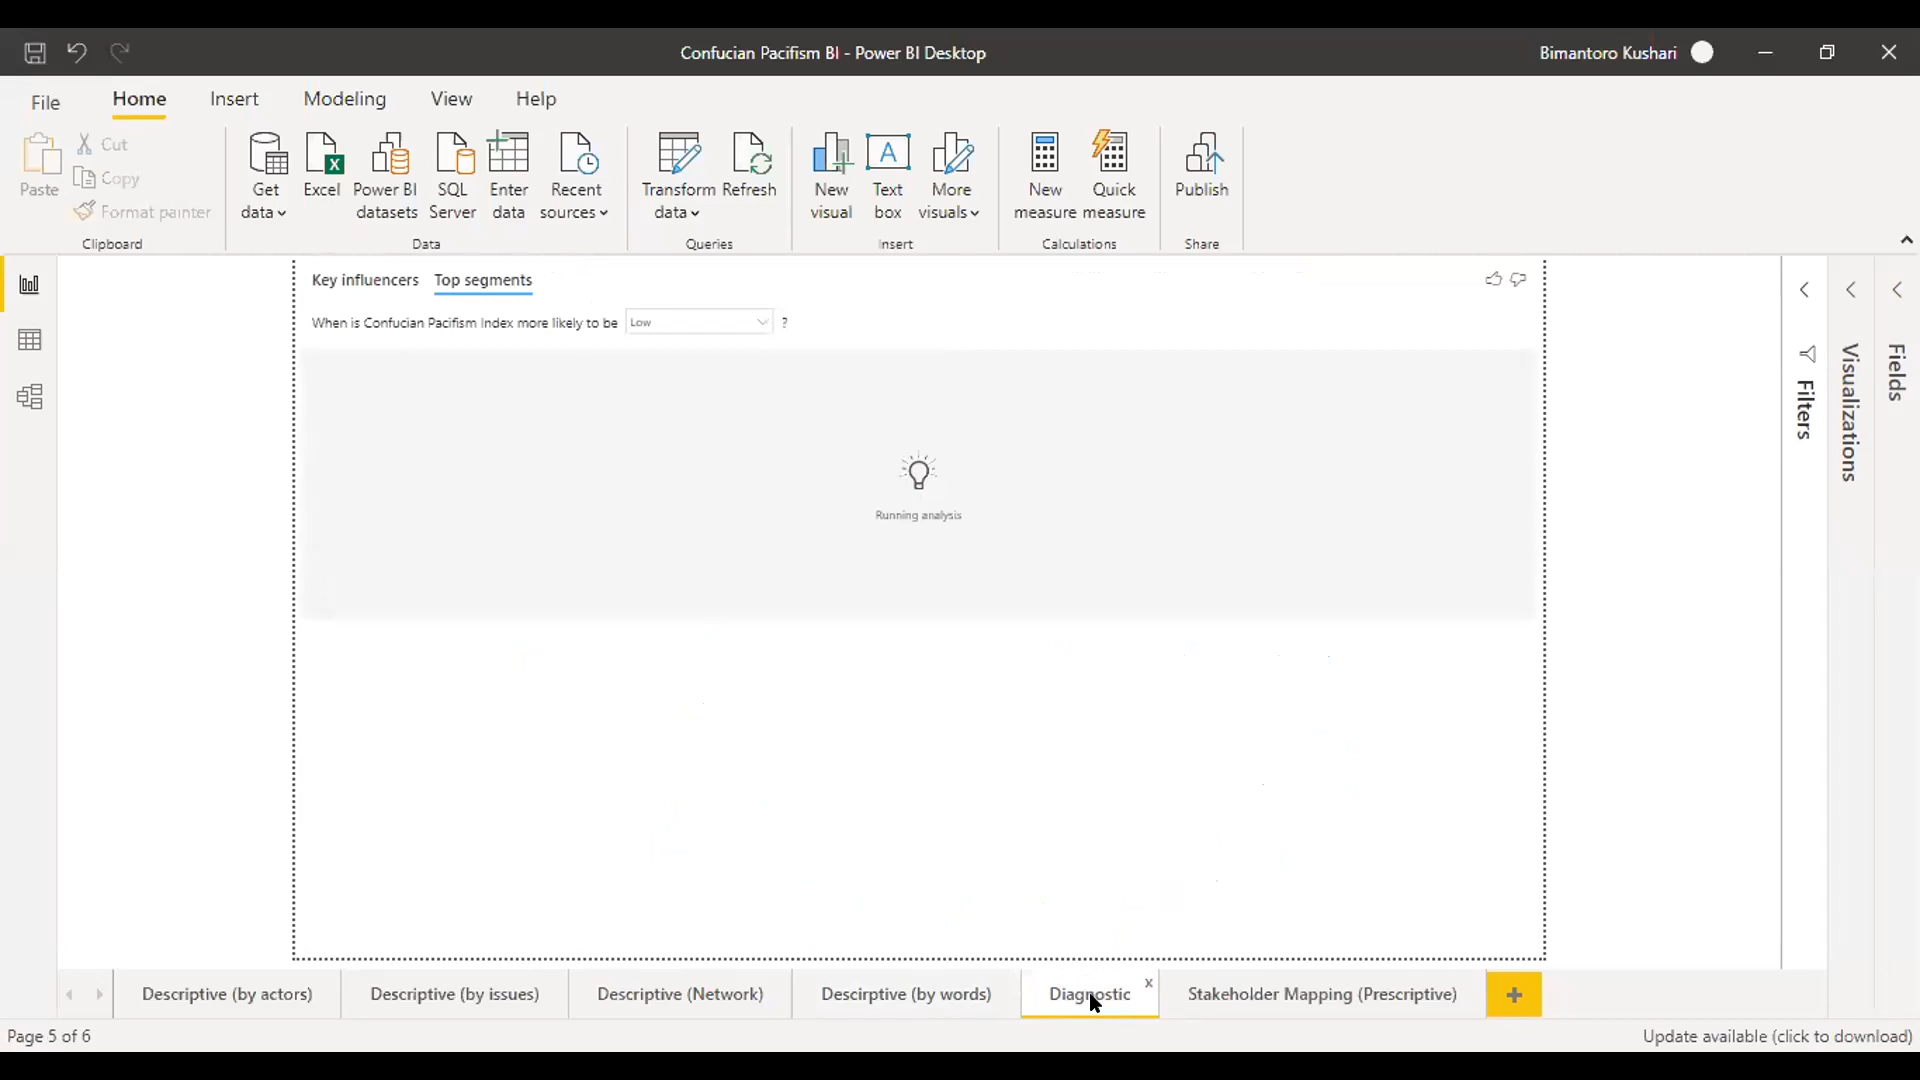 Confucian Pacifism BI - Power BI Desktop
Bimantoro Kushari
File
Home
Insert
Modeling
View
Help
Paste
Cut
Copy
Format painter
Clipboard
Get
data
Excel
Power BI
datasets
SQL
Server
Enter
data
Recent
sources
Data
Transform
data
Refresh
Queries
New
visual
A
Text
box
More
visuals
Insert
New
measure
Quick
measure
Calculations
Publish
Share
Key influencers
Top segments
When is Confucian Pacifism Index more likely to be
Low
?
Running analysis
Filters
Visualizations
Fields
Descriptive (by actors)
Descriptive (by issues)
Descriptive (Network)
Descirptive (by words)
Diagnostic
x
Stakeholder Mapping (Prescriptive)
+
Page 5 of 6
Update available (click to download)